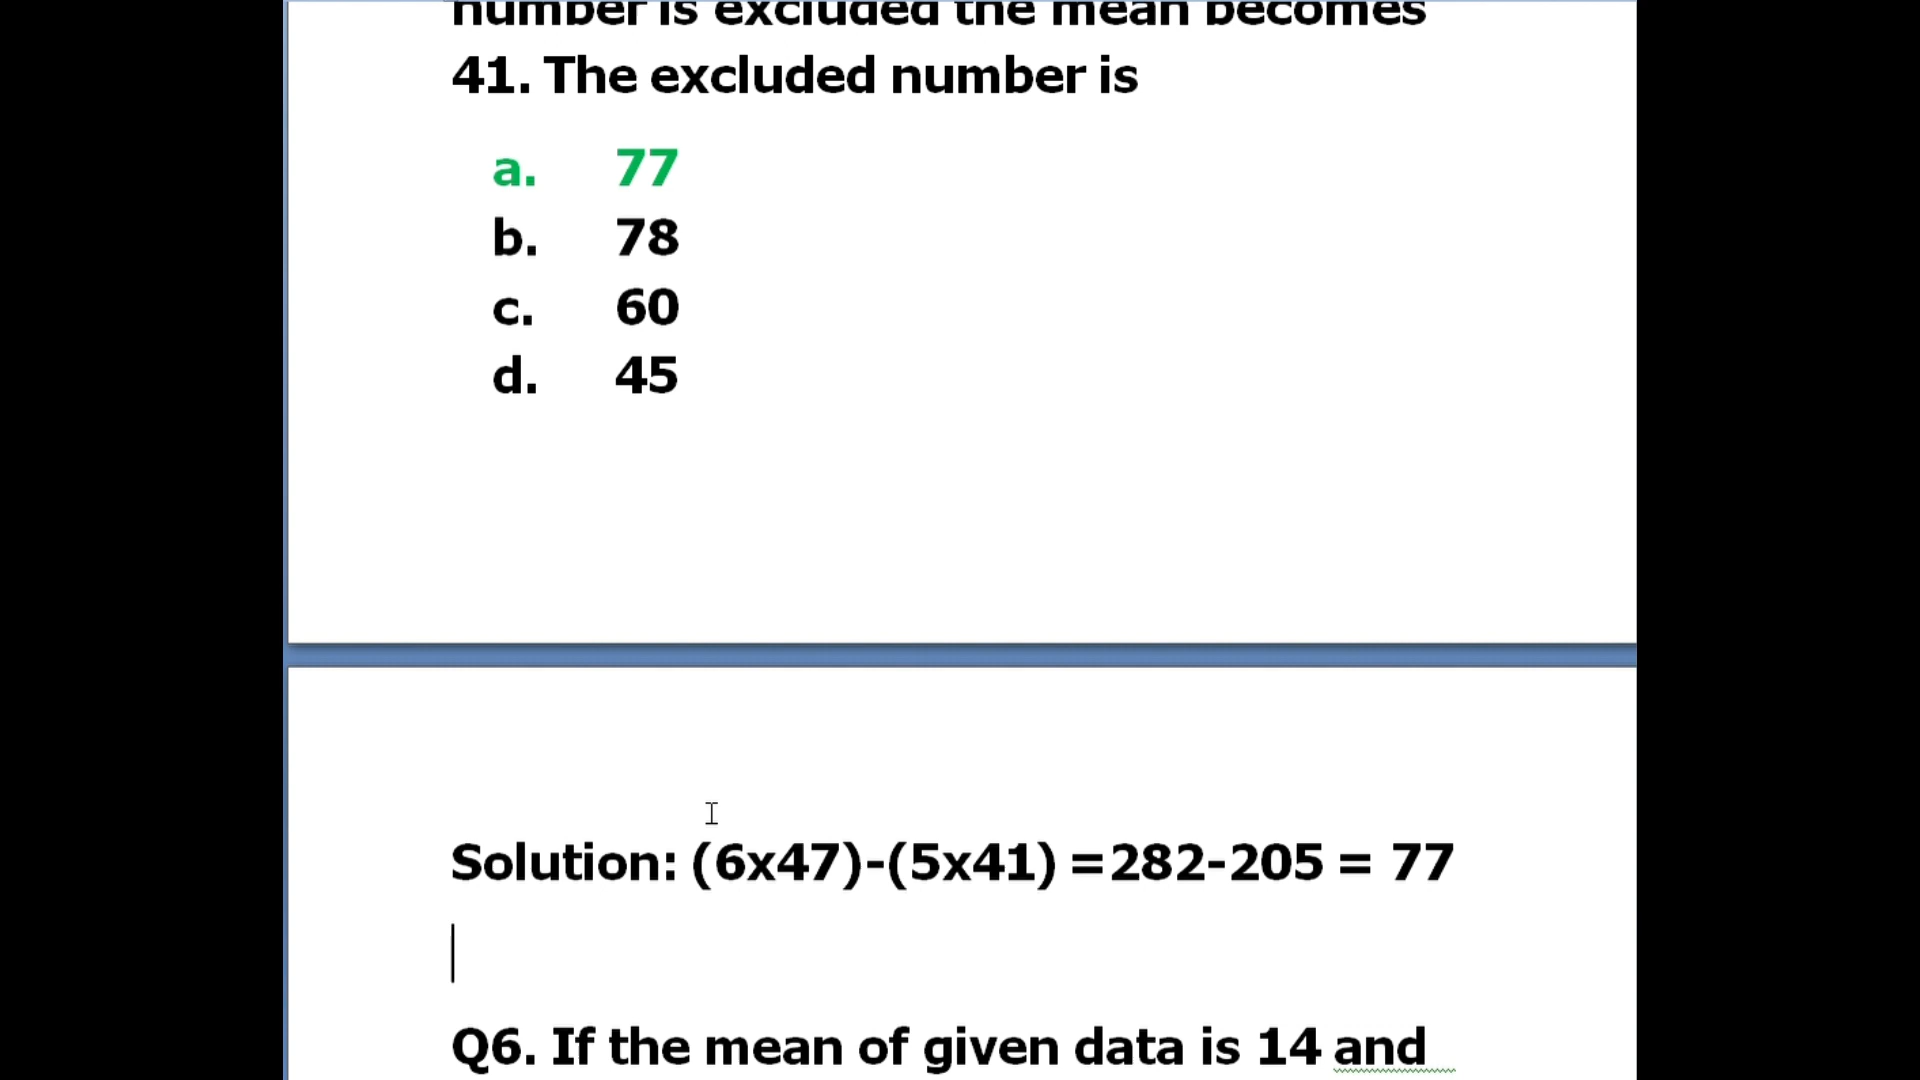 number is excluded the mean becomes
41. The excluded number is
a. 77
b. 78
c. 60
d. 45
Solution: (6x47)-(5x41) =282-205 = 77
Q6. If the mean of given data is 14 and